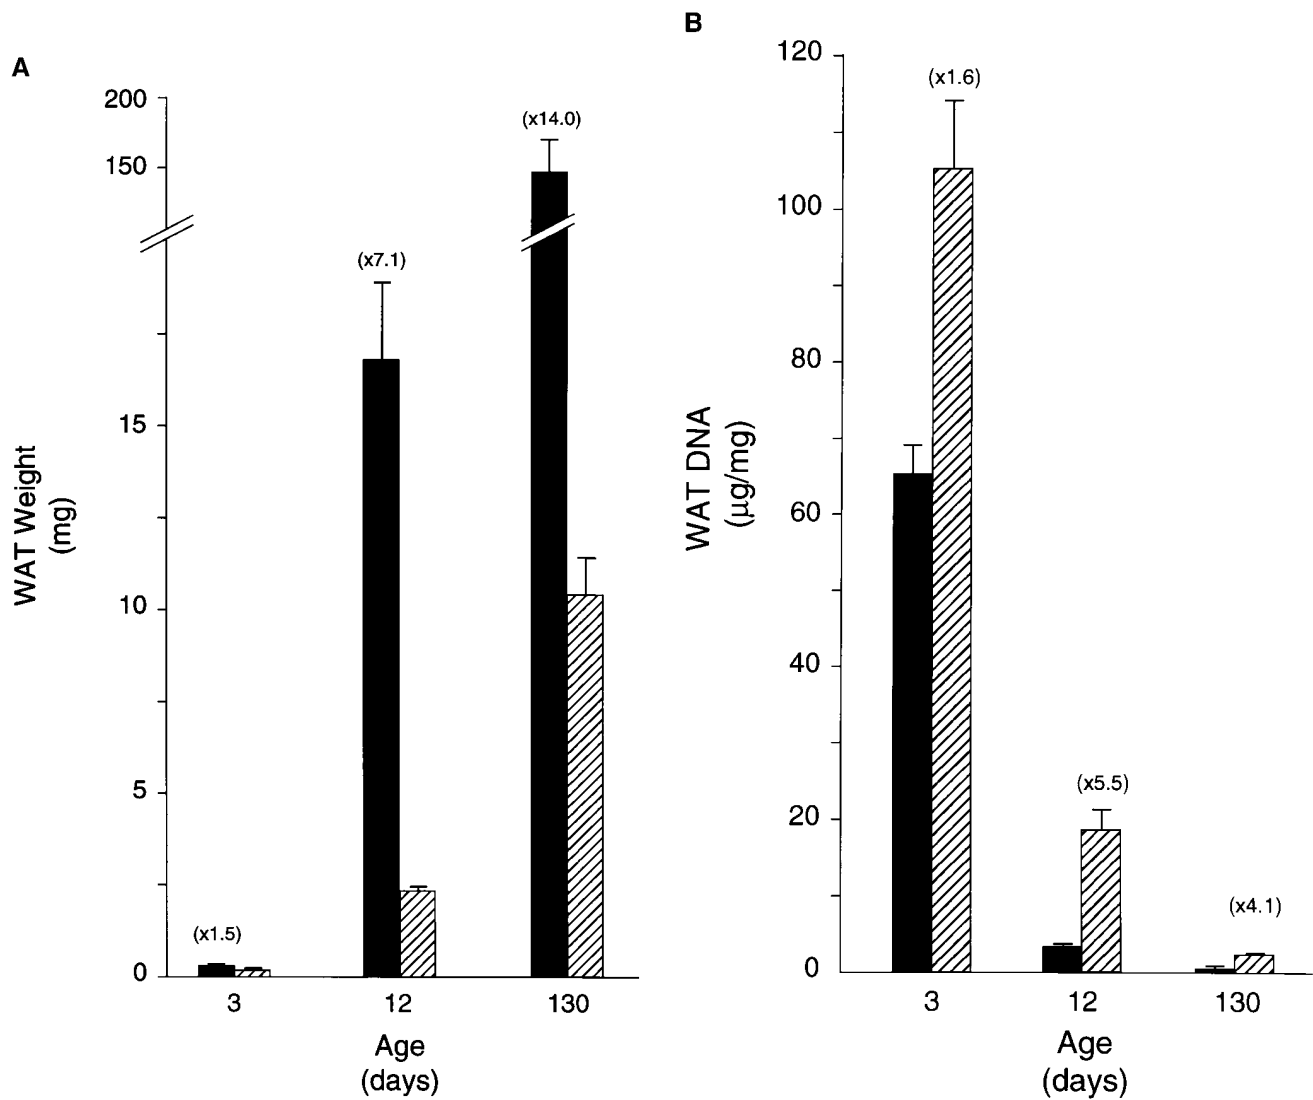 A
200
150
15
10
5
0
WAT Weight
(mg)
(x1.5)
(x7.1)
(x14.0)
3
12
130
Age
(days)
B
120
100
80
60
40
20
0
WAT DNA
(µg/mg)
(x1.6)
(x5.5)
(x4.1)
3
12
130
Age
(days)